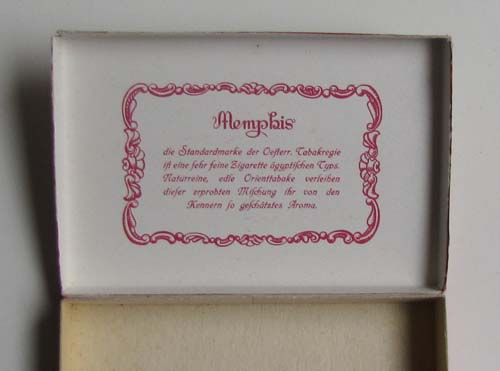 Memphis
die Standardmarke der Oesterr. Tabakregie
ist eine sehr feine Zigarette ägyptischen Typs.
Naturreine, edle Orienttabake verleihen
dieser erprobten Mischung ihr von den
Kennern so geschätztes Aroma.